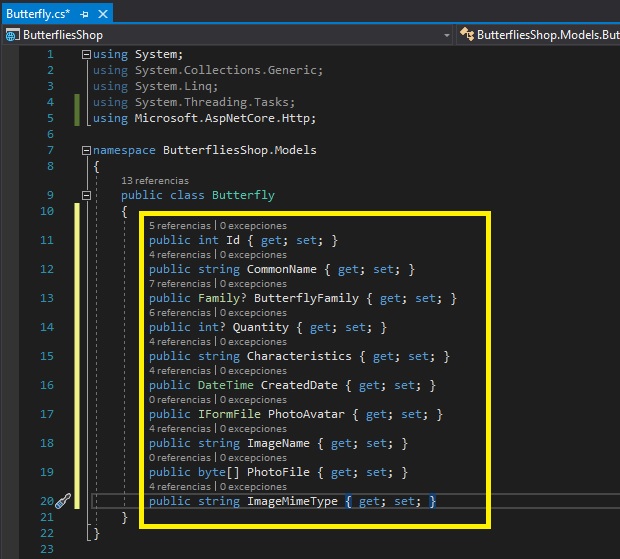 Butterfly.cs*
ButterfliesShop
ButterfliesShop.Models.But
1 using System;
2 using System.Collections.Generic;
3 using System.Linq;
4 using System.Threading.Tasks;
5 using Microsoft.AspNetCore.Http;
6
7 namespace ButterfliesShop.Models
8 {
13 referencias
9 public class Butterfly
10 {
5 referencias | 0 excepciones
11 public int Id { get; set; }
4 referencias | 0 excepciones
12 public string CommonName { get; set; }
7 referencias | 0 excepciones
13 public Family? ButterflyFamily { get; set; }
6 referencias | 0 excepciones
14 public int? Quantity { get; set; }
4 referencias | 0 excepciones
15 public string Characteristics { get; set; }
4 referencias | 0 excepciones
16 public DateTime CreatedDate { get; set; }
0 referencias | 0 excepciones
17 public IFormFile PhotoAvatar { get; set; }
4 referencias | 0 excepciones
18 public string ImageName { get; set; }
0 referencias | 0 excepciones
19 public byte[] PhotoFile { get; set; }
4 referencias | 0 excepciones
20 public string ImageMimeType { get; set; }
21 }
22 }
23